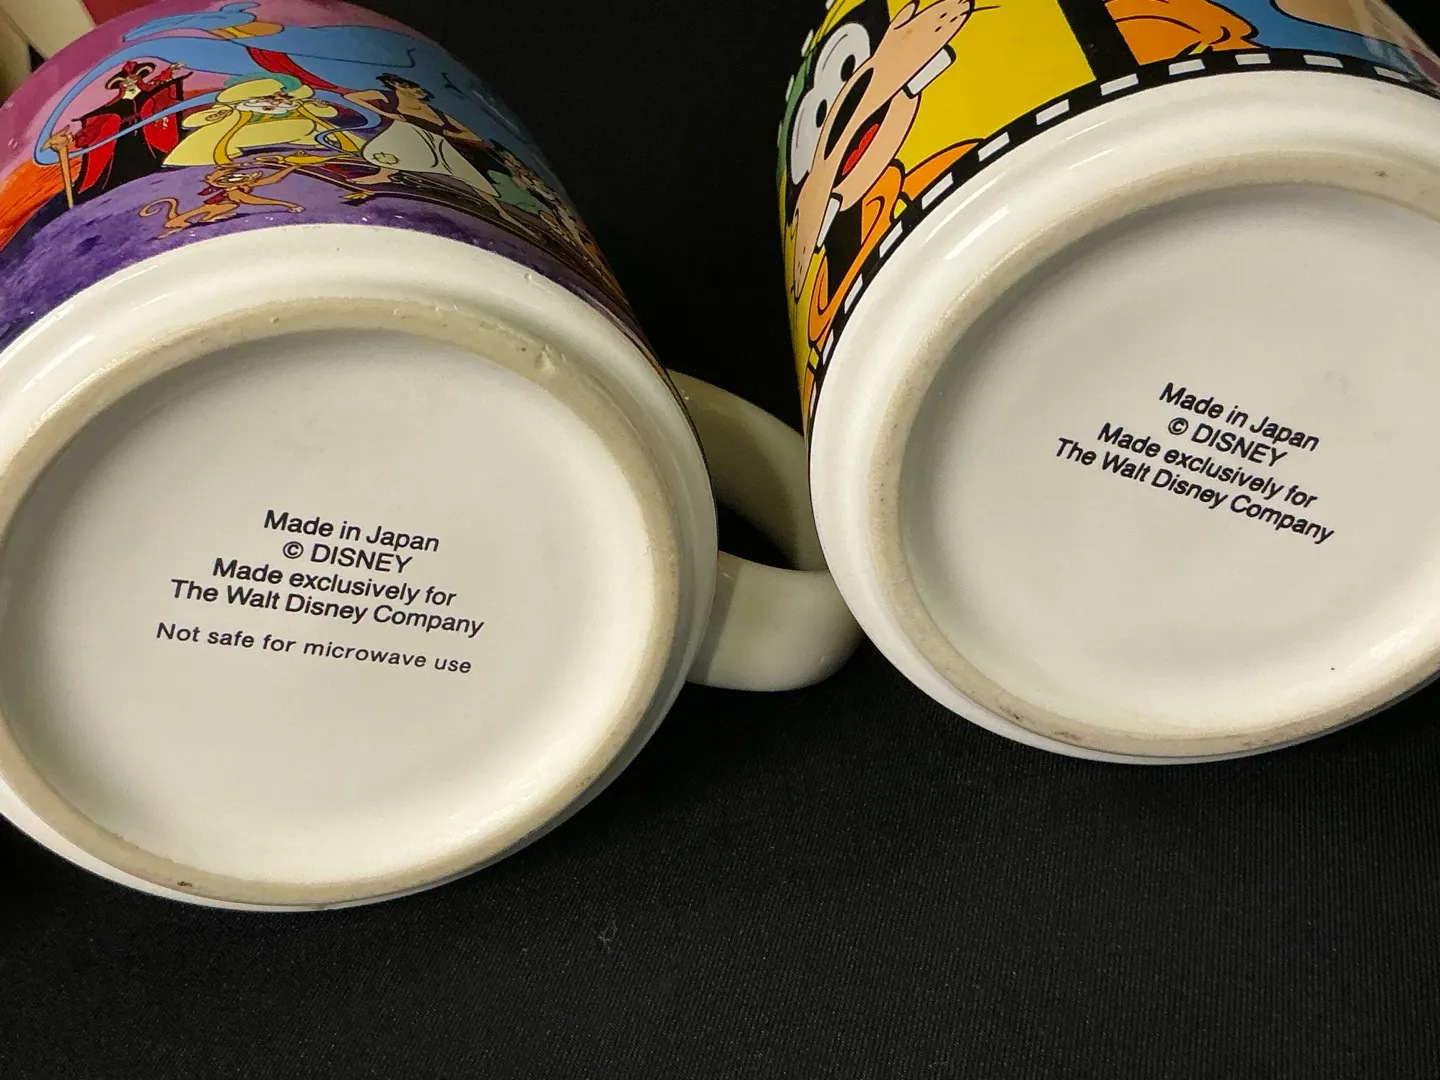 Made in Japan
© DISNEY
Made exclusively for
The Walt Disney Company
Not safe for microwave use
Made in Japan
© DISNEY
Made exclusively for
The Walt Disney Company